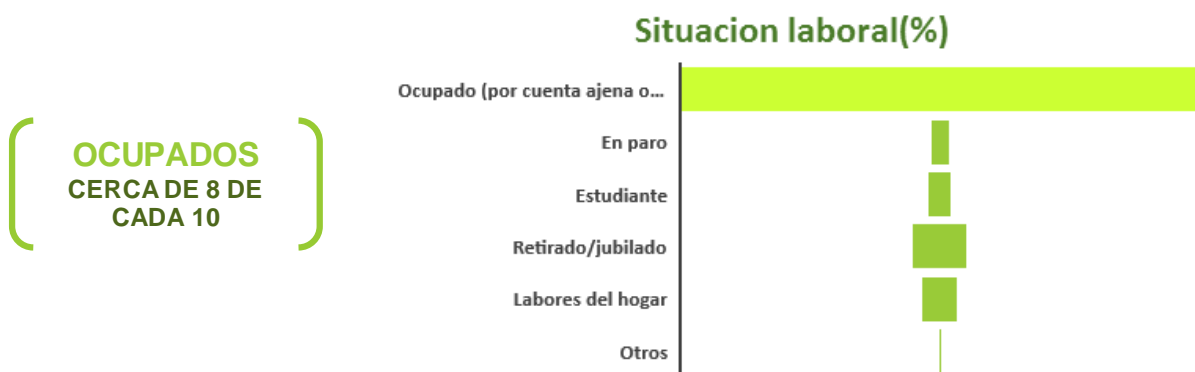 Situacion laboral(%)
OCUPADOS
CERCA DE 8 DE
CADA 10
Ocupado (por cuenta ajena o...
En paro
Estudiante
Retirado/jubilado
Labores del hogar
Otros